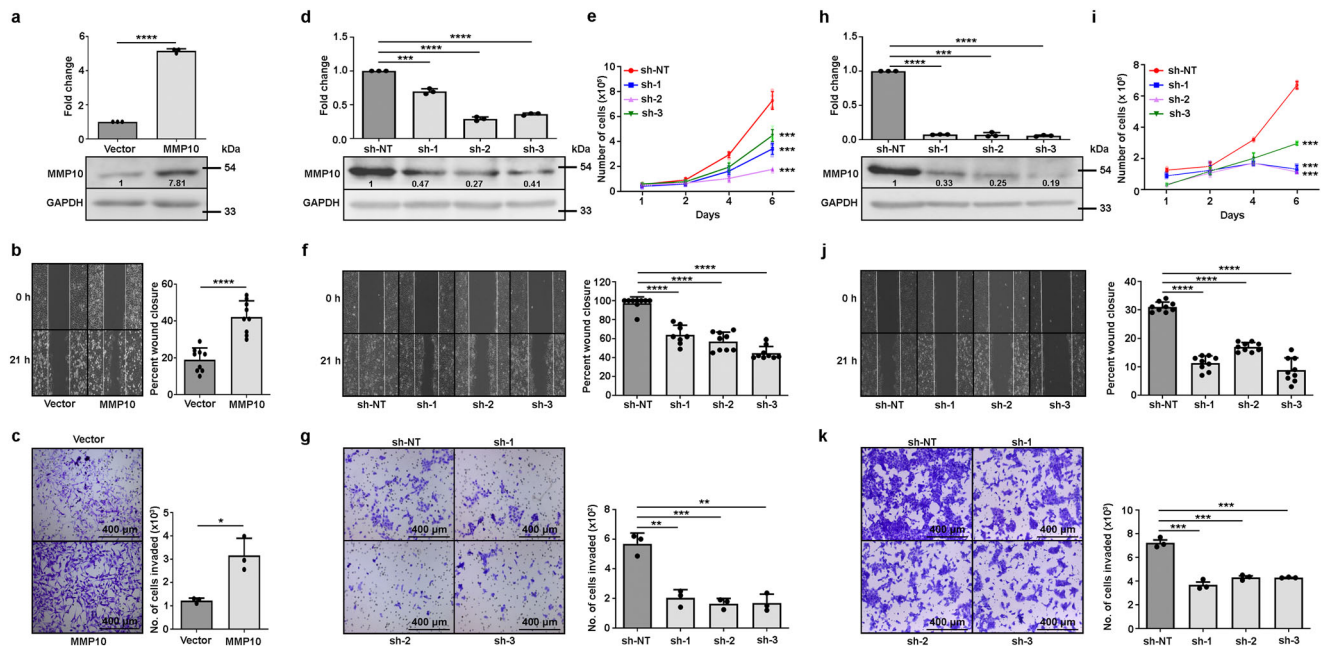 a
Fold change
6
4
2
0
****
Vector
MMP10
kDa
MMP10
1
7.81
54
GAPDH
33
b
0 h
21 h
Vector
MMP10
Percent wound closure
60
40
20
0
****
Vector
MMP10
c
Vector
400 µm
400 µm
MMP10
No. of cells invaded (x10²)
5
4
3
2
1
0
*
Vector
MMP10
d
Fold change
1.5
1.0
0.5
0.0
****
****
***
sh-NT
sh-1
sh-2
sh-3
kDa
MMP10
1
0.47
0.27
0.41
54
GAPDH
33
e
Number of cells (x10⁵)
10
8
6
4
2
0
sh-NT
sh-1
sh-2
sh-3
***
***
***
1
2
4
6
Days
f
0 h
21 h
sh-NT
sh-1
sh-2
sh-3
Percent wound closure
120
100
80
60
40
20
0
****
****
****
sh-NT
sh-1
sh-2
sh-3
g
sh-NT
sh-1
400 µm
400 µm
400 µm
400 µm
sh-2
sh-3
No. of cells invaded (x10²)
8
6
4
2
0
**
***
**
sh-NT
sh-1
sh-2
sh-3
h
Fold change
1.5
1.0
0.5
0.0
****
***
****
sh-NT
sh-1
sh-2
sh-3
kDa
MMP10
1
0.33
0.25
0.19
54
GAPDH
33
i
Number of cells (x 10⁵)
8
6
4
2
0
sh-NT
sh-1
sh-2
sh-3
***
***
***
1
2
4
6
Days
j
0 h
21 h
sh-NT
sh-1
sh-2
sh-3
Percent wound closure
40
30
20
10
0
****
****
****
sh-NT
sh-1
sh-2
sh-3
k
sh-NT
sh-1
400 µm
400 µm
400 µm
400 µm
sh-2
sh-3
No. of cells invaded (x10²)
10
8
6
4
2
0
***
***
***
sh-NT
sh-1
sh-2
sh-3